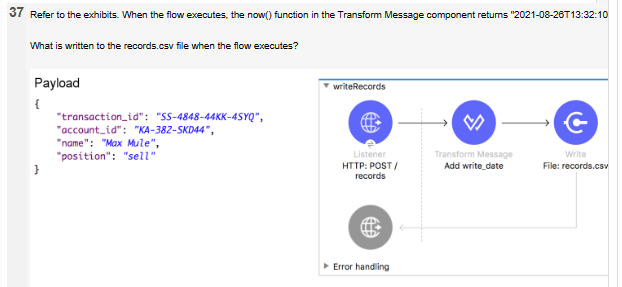 37 Refer to the exhibits. When the flow executes, the now() function in the Transform Message component returns "2021-08-26T13:32:10
What is written to the records.csv file when the flow executes?
Payload
{
"transaction_id": "SS-4848-44KK-4SYQ",
"account_id": "KA-38Z-SKD44",
"name": "Max Mule",
"position": "sell"
}
writeRecords
Listener
HTTP: POST /
records
Transform Message
Add write_date
Write
File: records.csv
Error handling